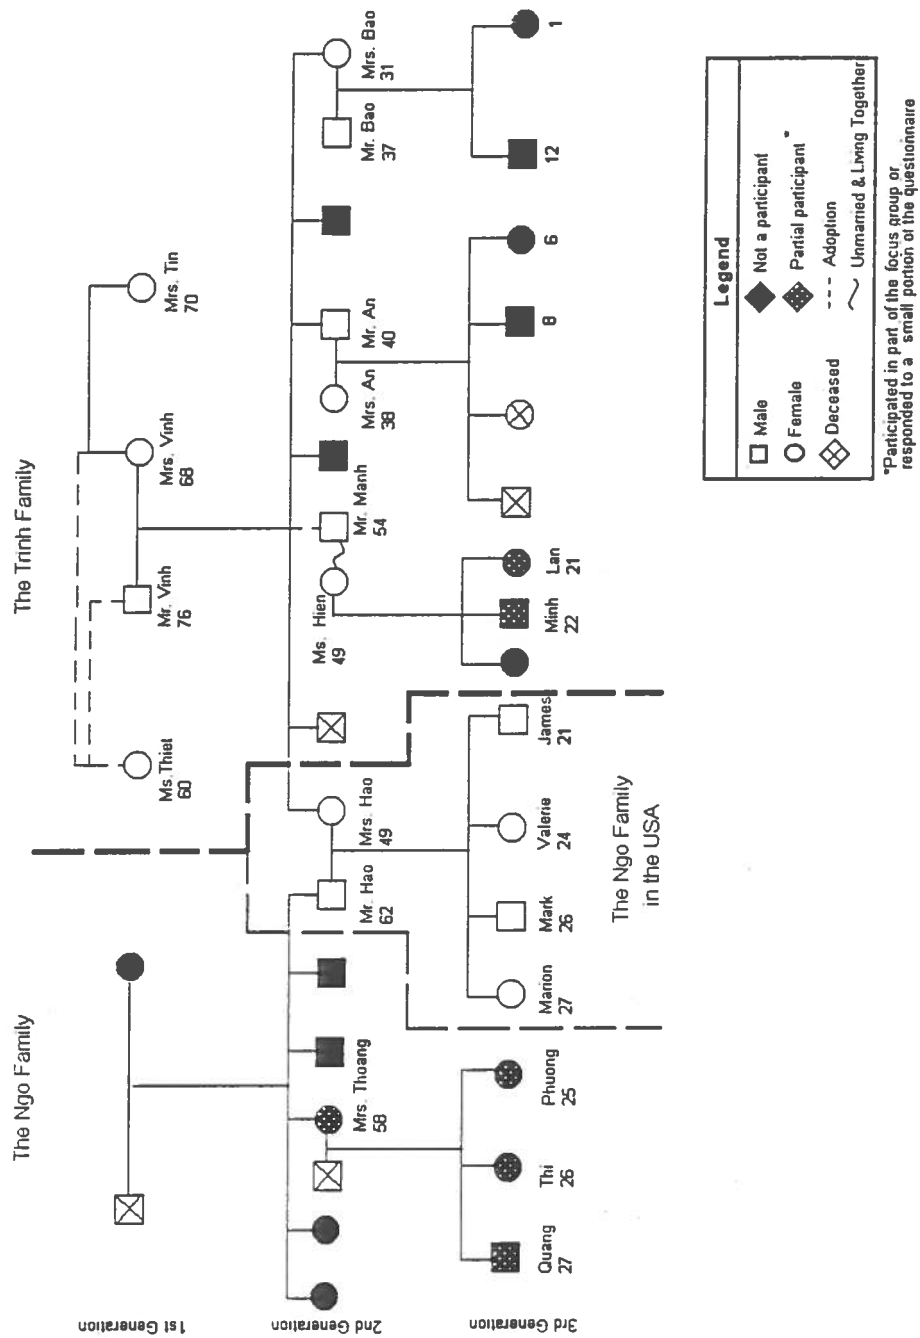 The Ngo Family
The Trinh Family
1st Generation
Ms. Thiet
60
Mr. Vinh
76
Mrs. Vinh
68
Mrs. Tin
70
2nd Generation
Mrs. Thoang
58
Mr. Hao
62
Mrs. Hao
49
Ms. Hien
49
Mr. Manh
54
Mrs. An
38
Mr. An
40
Mr. Bao
37
Mrs. Bao
31
3rd Generation
Quang
27
Thi
26
Phuong
25
Marion
27
Mark
26
Valerie
24
James
21
Minh
22
Lan
21
8
6
12
1
The Ngo Family
in the USA
Legend
Male
Female
Deceased
Not a participant
Partial participant *
Adoption
Unmarried & Living Together
*Participated in part of the focus group or
responded to a small portion of the questionnaire